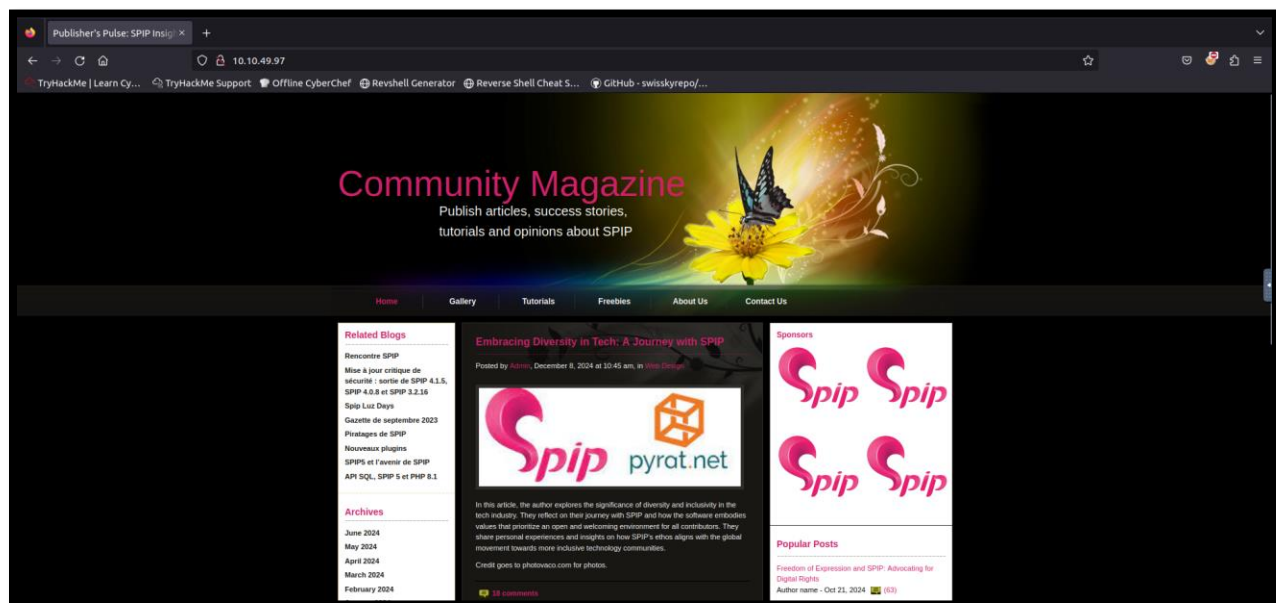 Publisher's Pulse: SPIP Insigh
10.10.49.97
TryHackMe | Learn Cy...
TryHackMe Support
Offline CyberChef
Revshell Generator
Reverse Shell Cheat S...
GitHub - swisskyrepo/...
Community Magazine
Publish articles, success stories,
tutorials and opinions about SPIP
Home
Gallery
Tutorials
Freebies
About Us
Contact Us
Related Blogs
Rencontre SPIP
Mise à jour critique de
sécurité : sortie de SPIP 4.1.5,
SPIP 4.0.8 et SPIP 3.2.16
Spip Luz Days
Gazette de septembre 2023
Piratages de SPIP
Nouveaux plugins
SPIP5 et l'avenir de SPIP
API SQL, SPIP 5 et PHP 8.1
Archives
June 2024
May 2024
April 2024
March 2024
February 2024
Embracing Diversity in Tech: A Journey with SPIP
Posted by Admin, December 8, 2024 at 10:45 am, in Web Design
Spip
pyrat.net
In this article, the author explores the significance of diversity and inclusivity in the
tech industry. They reflect on their journey with SPIP and how the software embodies
values that prioritize an open and welcoming environment for all contributors. They
share personal experiences and insights on how SPIP's ethos aligns with the global
movement towards more inclusive technology communities.
Credit goes to photovaco.com for photos.
18 comments
Sponsors
Spip
Spip
Spip
Spip
Popular Posts
Freedom of Expression and SPIP: Advocating for
Digital Rights
Author name - Oct 21, 2024 (63)